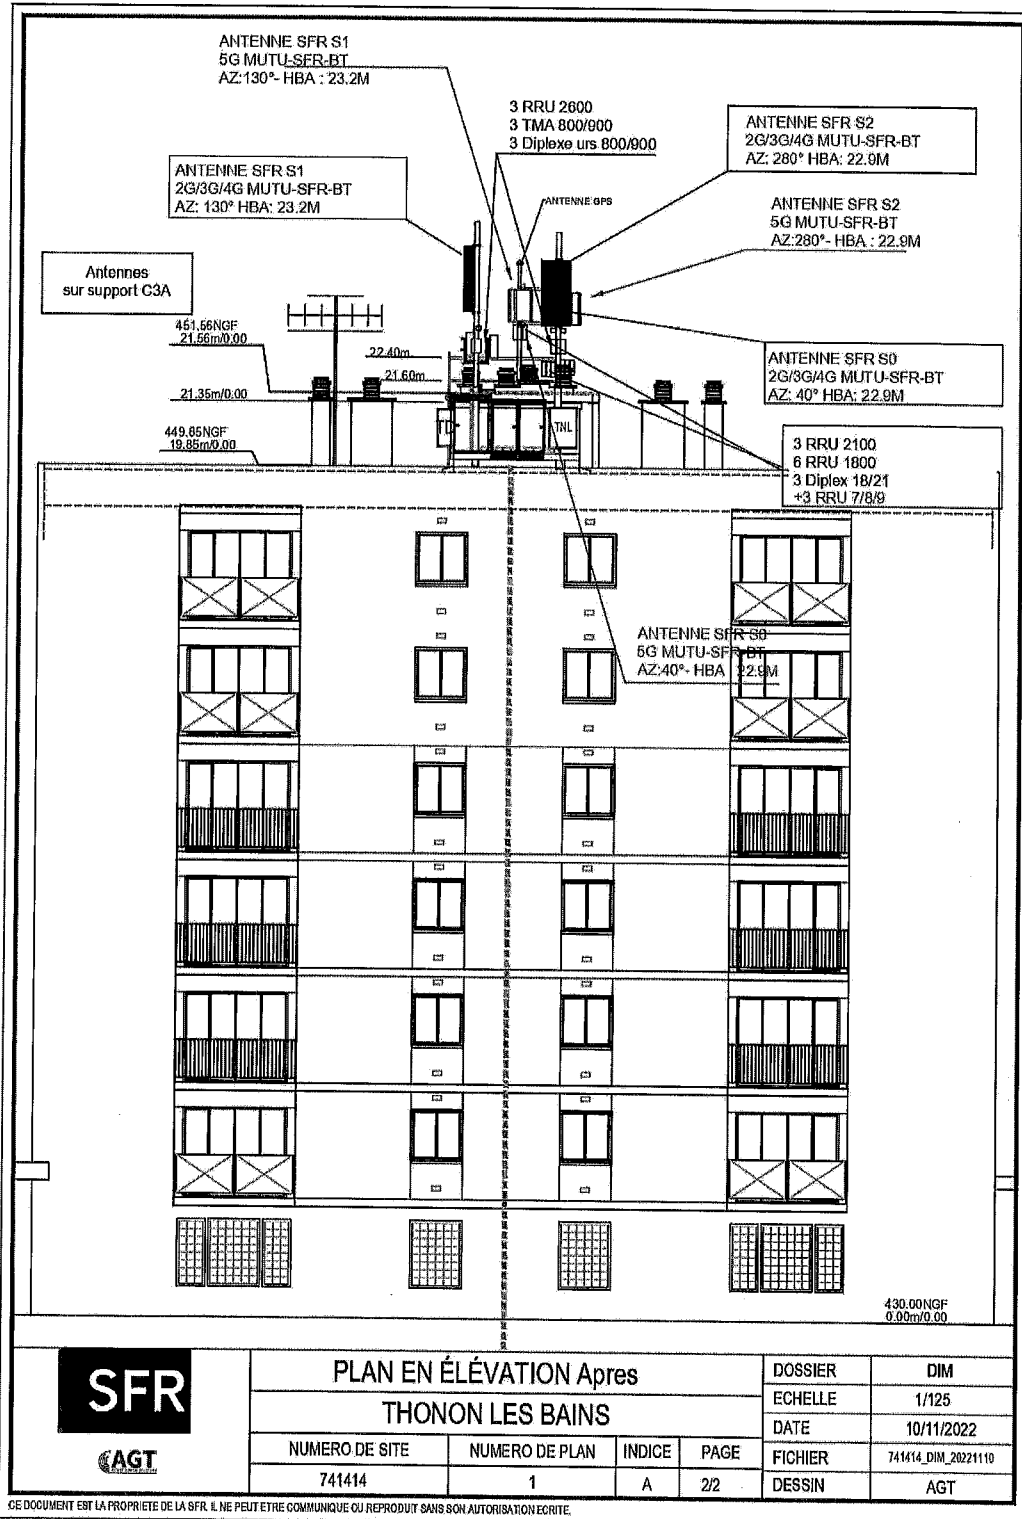 ANTENNE SFR S1
5G MUTU-SFR-BT
AZ:130°- HBA : 23.2M
3 RRU 2600
3 TMA 800/900
3 Diplexe urs 800/900
ANTENNE SFR S2
2G/3G/4G MUTU-SFR-BT
AZ: 280° HBA: 22.9M
ANTENNE SFR S1
2G/3G/4G MUTU-SFR-BT
AZ: 130° HBA: 23.2M
ANTENNE GPS
ANTENNE SFR S2
5G MUTU-SFR-BT
AZ:280°- HBA : 22.9M
Antennes
sur support C3A
451.56NGF
21.56m/0.00
22.40m
21.60m
21.35m/0.00
ANTENNE SFR S0
2G/3G/4G MUTU-SFR-BT
AZ: 40° HBA: 22.9M
449.85NGF
19.85m/0.00
TNL
3 RRU 2100
6 RRU 1800
3 Diplex 18/21
+3 RRU 7/8/9
ANTENNE SFR S0
5G MUTU-SFR-BT
AZ:40°- HBA : 22.9M
430.00NGF
0.00m/0.00
SFR
AGT
PLAN EN ÉLÉVATION Apres
THONON LES BAINS
NUMERO DE SITE NUMERO DE PLAN INDICE PAGE
741414 1 A 2/2
DOSSIER DIM
ECHELLE 1/125
DATE 10/11/2022
FICHIER 741414_DIM_20221110
DESSIN AGT
CE DOCUMENT EST LA PROPRIETE DE LA SFR. IL NE PEUT ETRE COMMUNIQUE OU REPRODUIT SANS SON AUTORISATION ECRITE.